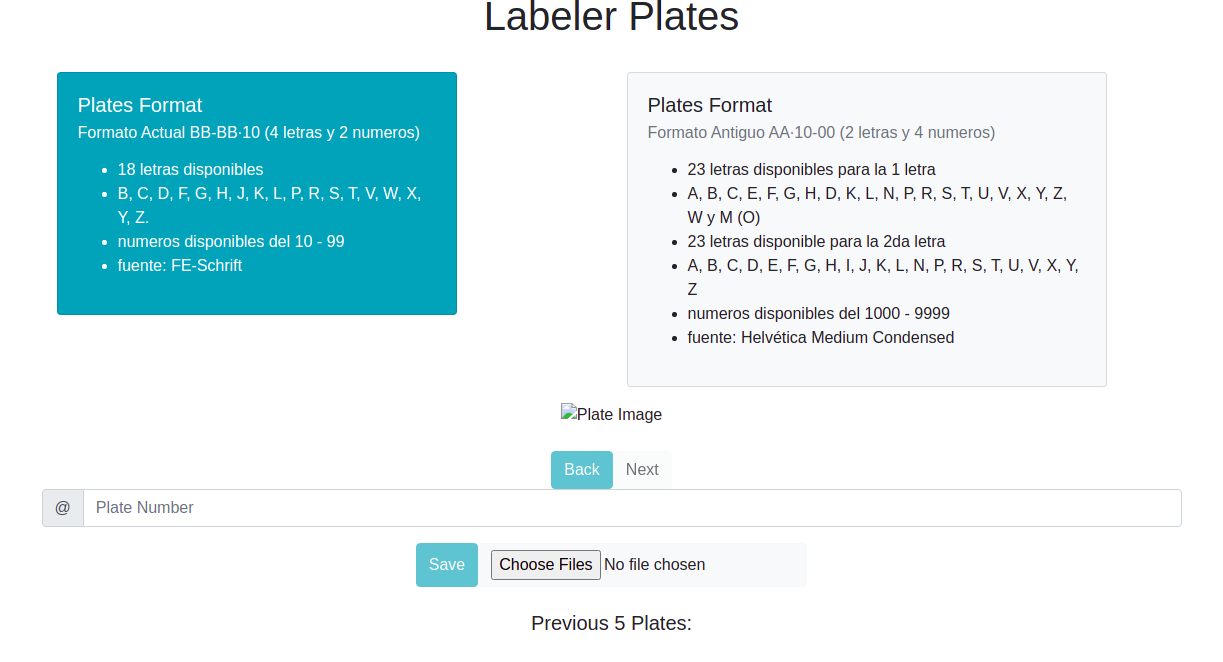 Labeler Plates
Plates Format
Formato Actual BB-BB·10 (4 letras y 2 numeros)
18 letras disponibles
B, C, D, F, G, H, J, K, L, P, R, S, T, V, W, X,
Y, Z.
numeros disponibles del 10 - 99
fuente: FE-Schrift
Plates Format
Formato Antiguo AA·10-00 (2 letras y 4 numeros)
23 letras disponibles para la 1 letra
A, B, C, E, F, G, H, D, K, L, N, P, R, S, T, U, V, X, Y, Z,
W y M (O)
23 letras disponible para la 2da letra
A, B, C, D, E, F, G, H, I, J, K, L, N, P, R, S, T, U, V, X, Y,
Z
numeros disponibles del 1000 - 9999
fuente: Helvética Medium Condensed
Plate Image
Back Next
@ Plate Number
Save Choose Files No file chosen
Previous 5 Plates: